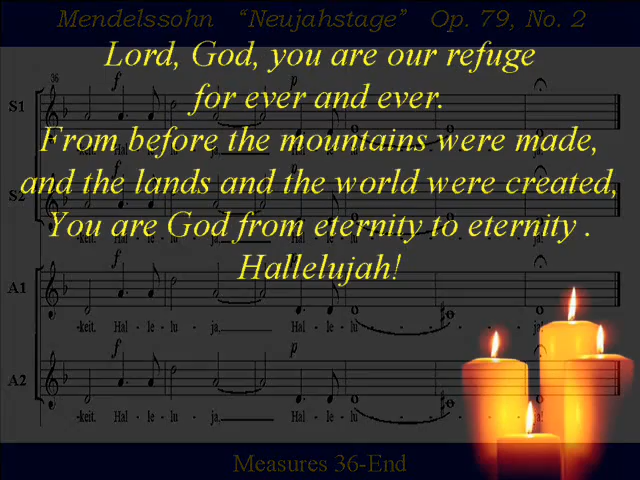 Mendelssohn “Neujahstage” Op. 79, No. 2
Lord, God, you are our refuge
for ever and ever.
From before the mountains were made,
and the lands and the world were created,
You are God from eternity to eternity .
Hallelujah!
36
f
p
S1
S2
A1
-keit. Hal - le - lu - ja, Hal - le - lu - - - ja!
f
p
A2
-keit. Hal - le - lu - ja, Hal - le - lu - - - ja!
Measures 36-End